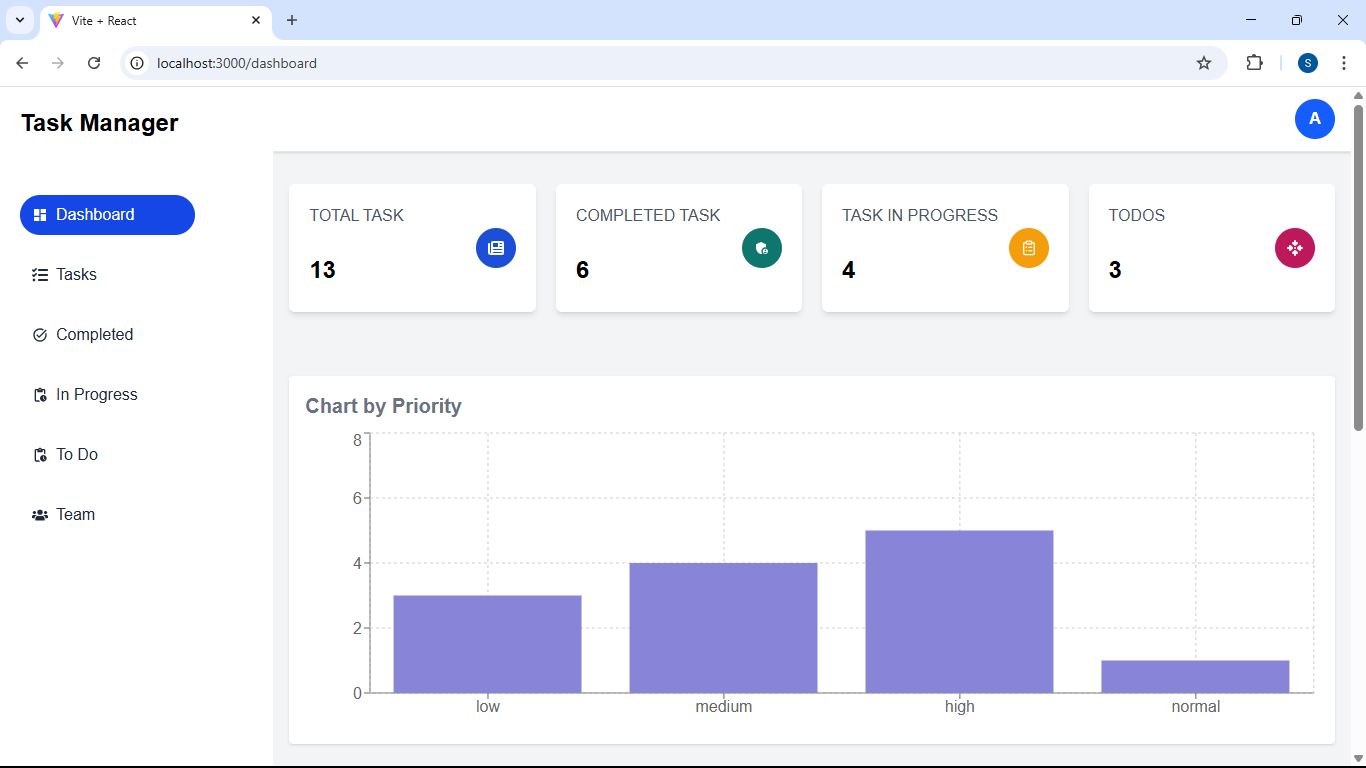 Vite + React
localhost:3000/dashboard
S
Task Manager
A
Dashboard
Tasks
Completed
In Progress
To Do
Team
TOTAL TASK
13
COMPLETED TASK
6
TASK IN PROGRESS
4
TODOS
3
Chart by Priority
8
6
4
2
0
low medium high normal